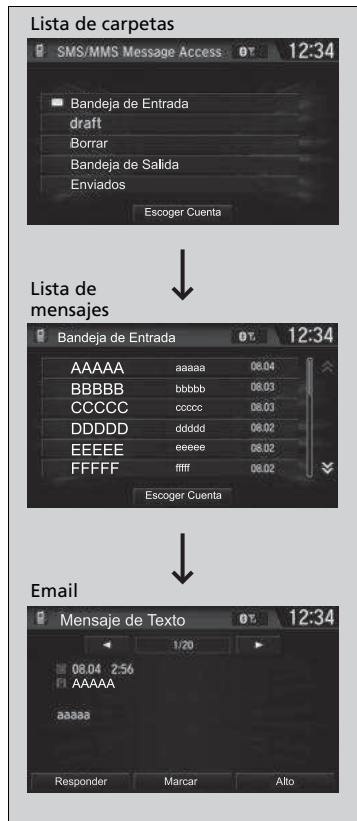 Lista de carpetas
SMS/MMS Message Access 12:34
Bandeja de Entrada
draft
Borrar
Bandeja de Salida
Enviados
Escoger Cuenta
Lista de
mensajes
Bandeja de Entrada 12:34
AAAAA aaaaa 08.04
BBBBB bbbbb 08.03
CCCCC ccccc 08.03
DDDDD ddddd 08.02
EEEEE eeeee 08.02
FFFFF fffff 08.02
Escoger Cuenta
Email
Mensaje de Texto 12:34
1/20
08.04 2:56
AAAAA
aaaaa
Responder Marcar Alto